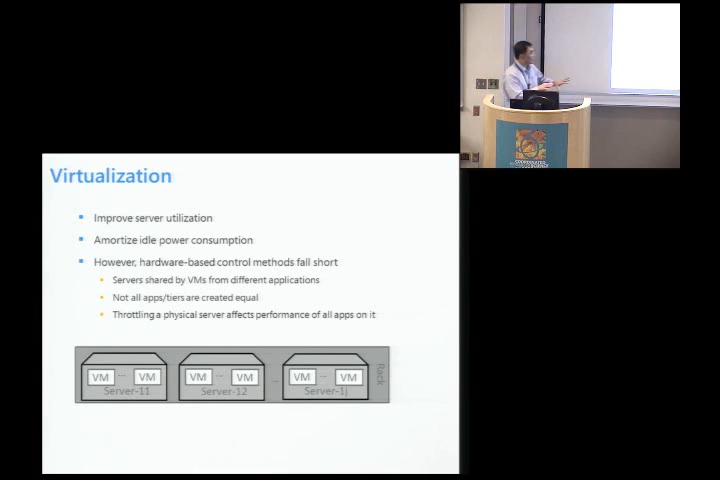 COORDINATED
Virtualization
Improve server utilization
Amortize idle power consumption
However, hardware-based control methods fall short
Servers shared by VMs from different applications
Not all apps/tiers are created equal
Throttling a physical server affects performance of all apps on it
VM ... VM
VM ... VM
...
VM ... VM
Rack
Server-11
Server-12
Server-1j